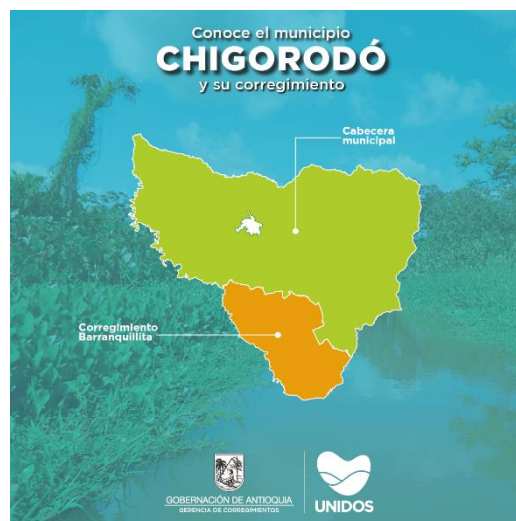 Conoce el municipio
CHIGORODÓ
y su corregimiento
Cabecera
municipal
Corregimiento
Barranquillita
GOBERNACIÓN DE ANTIOQUIA
GERENCIA DE CORREGIMIENTOS
UNIDOS